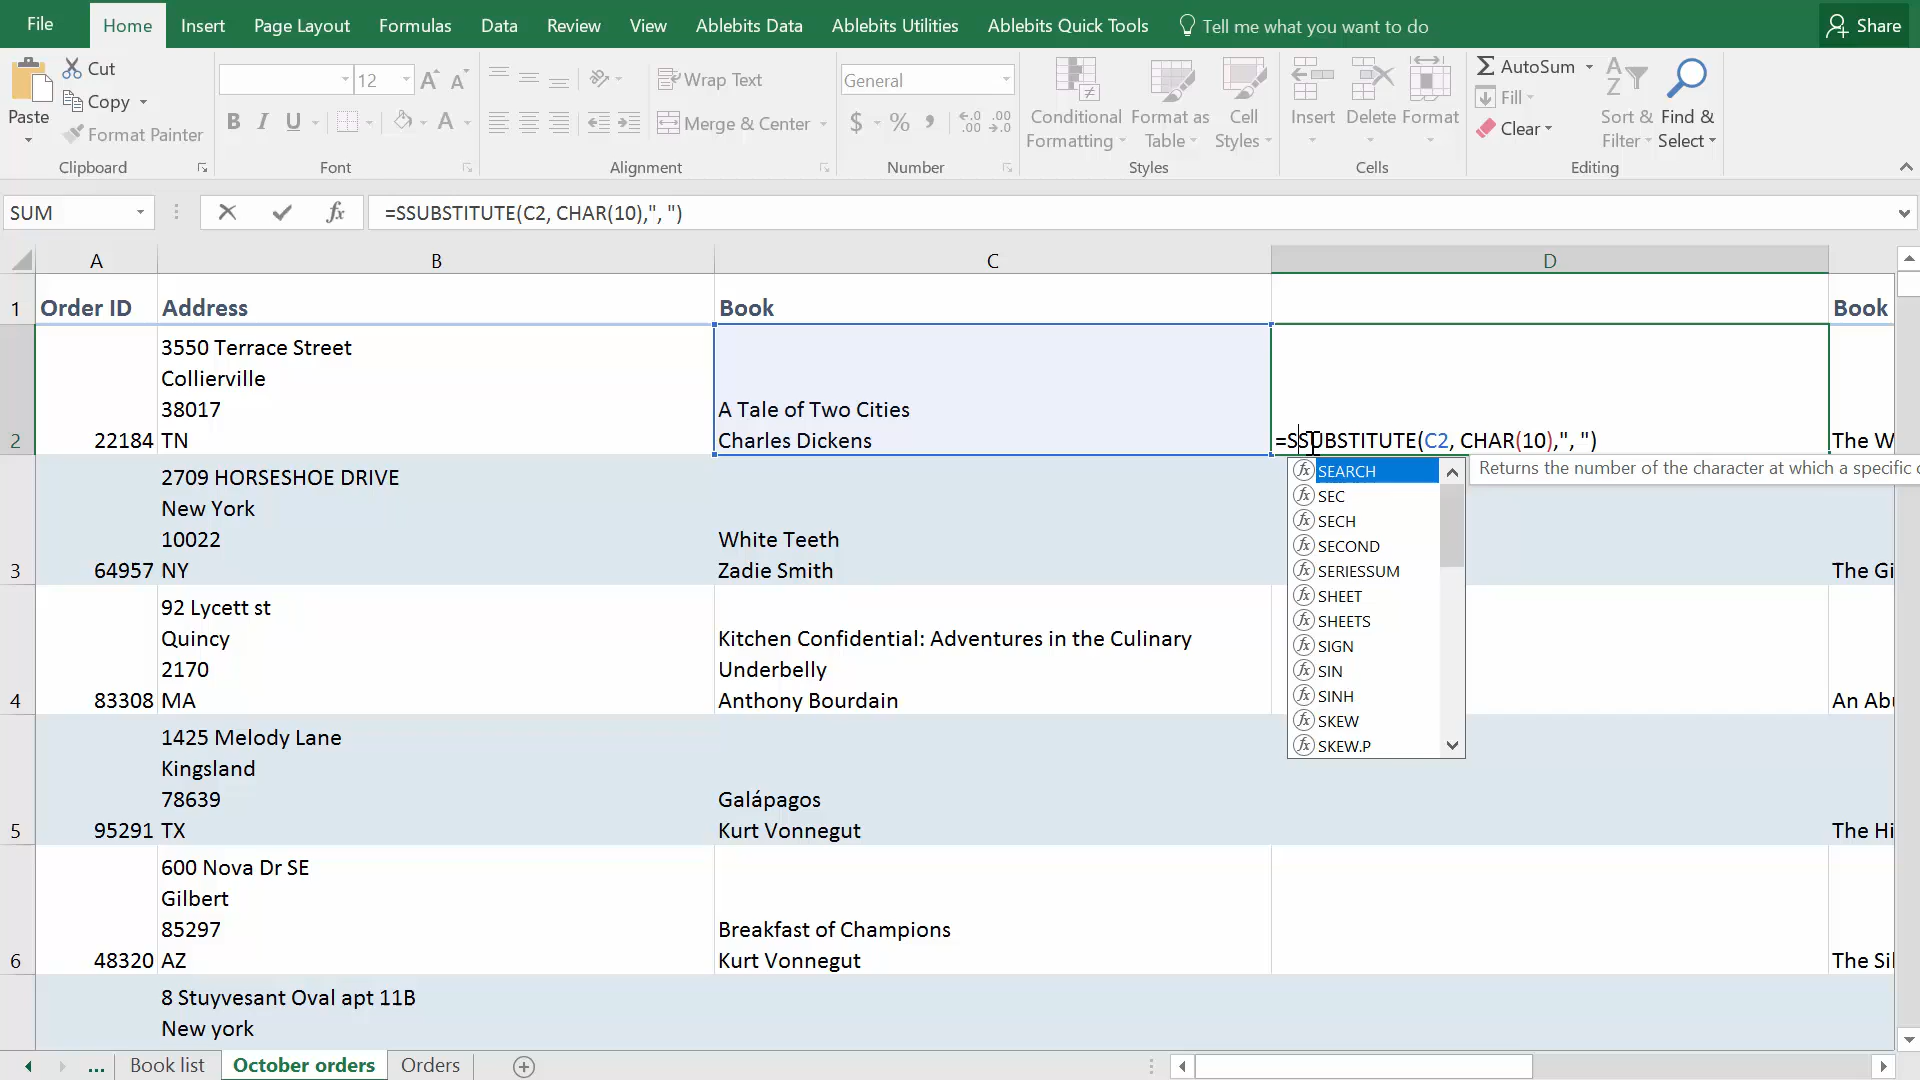 File Home Insert Page Layout Formulas Data Review View Ablebits Data Ablebits Utilities Ablebits Quick Tools Tell me what you want to do Share
Paste
Cut
Copy
Format Painter
Clipboard
12
B I U
Font
Wrap Text
Merge & Center
Alignment
General
$ % ,
Number
Conditional Formatting
Format as Table
Cell Styles
Styles
Insert Delete Format
Cells
AutoSum
Fill
Clear
Sort & Filter
Find & Select
Editing
SUM =SSUBSTITUTE(C2, CHAR(10),", ")
A B C D
1 Order ID Address Book Book
3550 Terrace Street
Collierville
38017 A Tale of Two Cities
2 22184 TN Charles Dickens =SSUBSTITUTE(C2, CHAR(10),", ") The W
2709 HORSESHOE DRIVE
New York
10022 White Teeth
3 64957 NY Zadie Smith The Gi
92 Lycett st
Quincy Kitchen Confidential: Adventures in the Culinary
2170 Underbelly
4 83308 MA Anthony Bourdain An Abu
1425 Melody Lane
Kingsland
78639 Galápagos
5 95291 TX Kurt Vonnegut The Hi
600 Nova Dr SE
Gilbert
85297 Breakfast of Champions
6 48320 AZ Kurt Vonnegut The Sil
8 Stuyvesant Oval apt 11B
New york
SEARCH
Returns the number of the character at which a specific
SEC
SECH
SECOND
SERIESSUM
SHEET
SHEETS
SIGN
SIN
SINH
SKEW
SKEW.P
... Book list October orders Orders